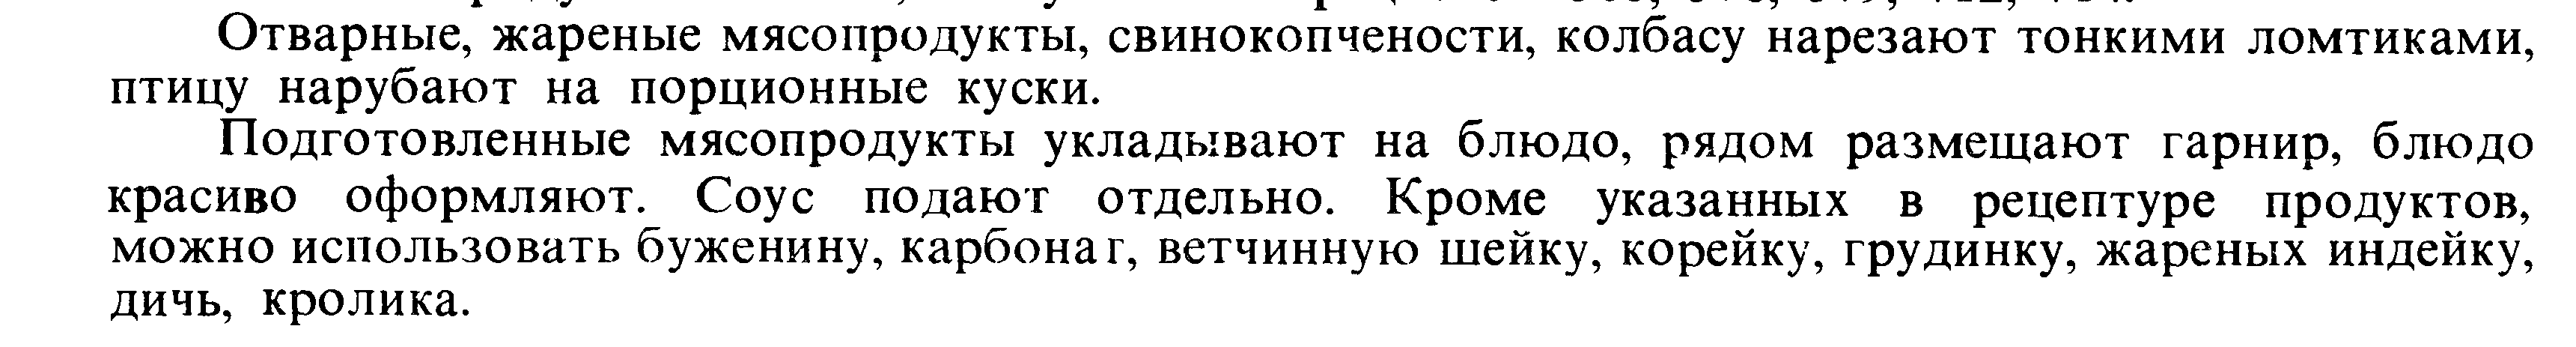 Отварные, жареные мясопродукты, свинокопчености, колбасу нарезают тонкими ломтиками,
птицу нарубают на порционные куски.
Подготовленные мясопродукты укладывают на блюдо, рядом размещают гарнир, блюдо
красиво оформляют. Соус подают отдельно. Кроме указанных в рецептуре продуктов,
можно использовать буженину, карбонат, ветчинную шейку, корейку, грудинку, жареных индейку,
дичь, кролика.